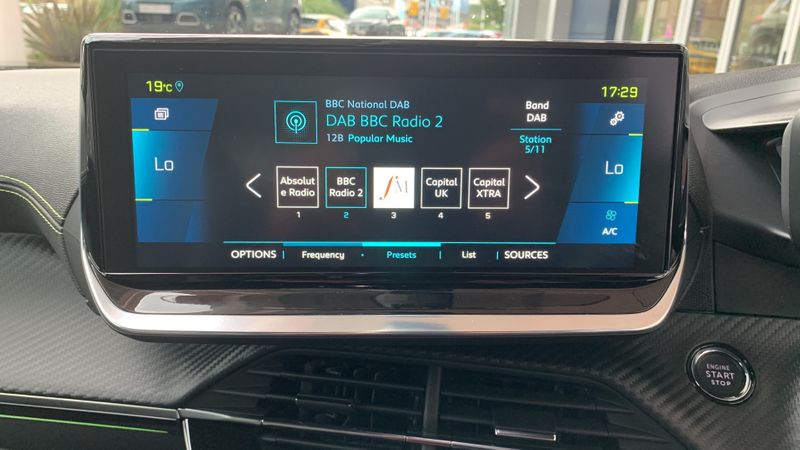 19°C
17:29
BBC National DAB
DAB BBC Radio 2
12B Popular Music
Band
DAB
Station
5/11
Lo
Lo
Absolut
e Radio
BBC
Radio 2
fM
Capital
UK
Capital
XTRA
1
2
3
4
5
A/C
OPTIONS
Frequency
Presets
List
SOURCES
ENGINE
START
STOP